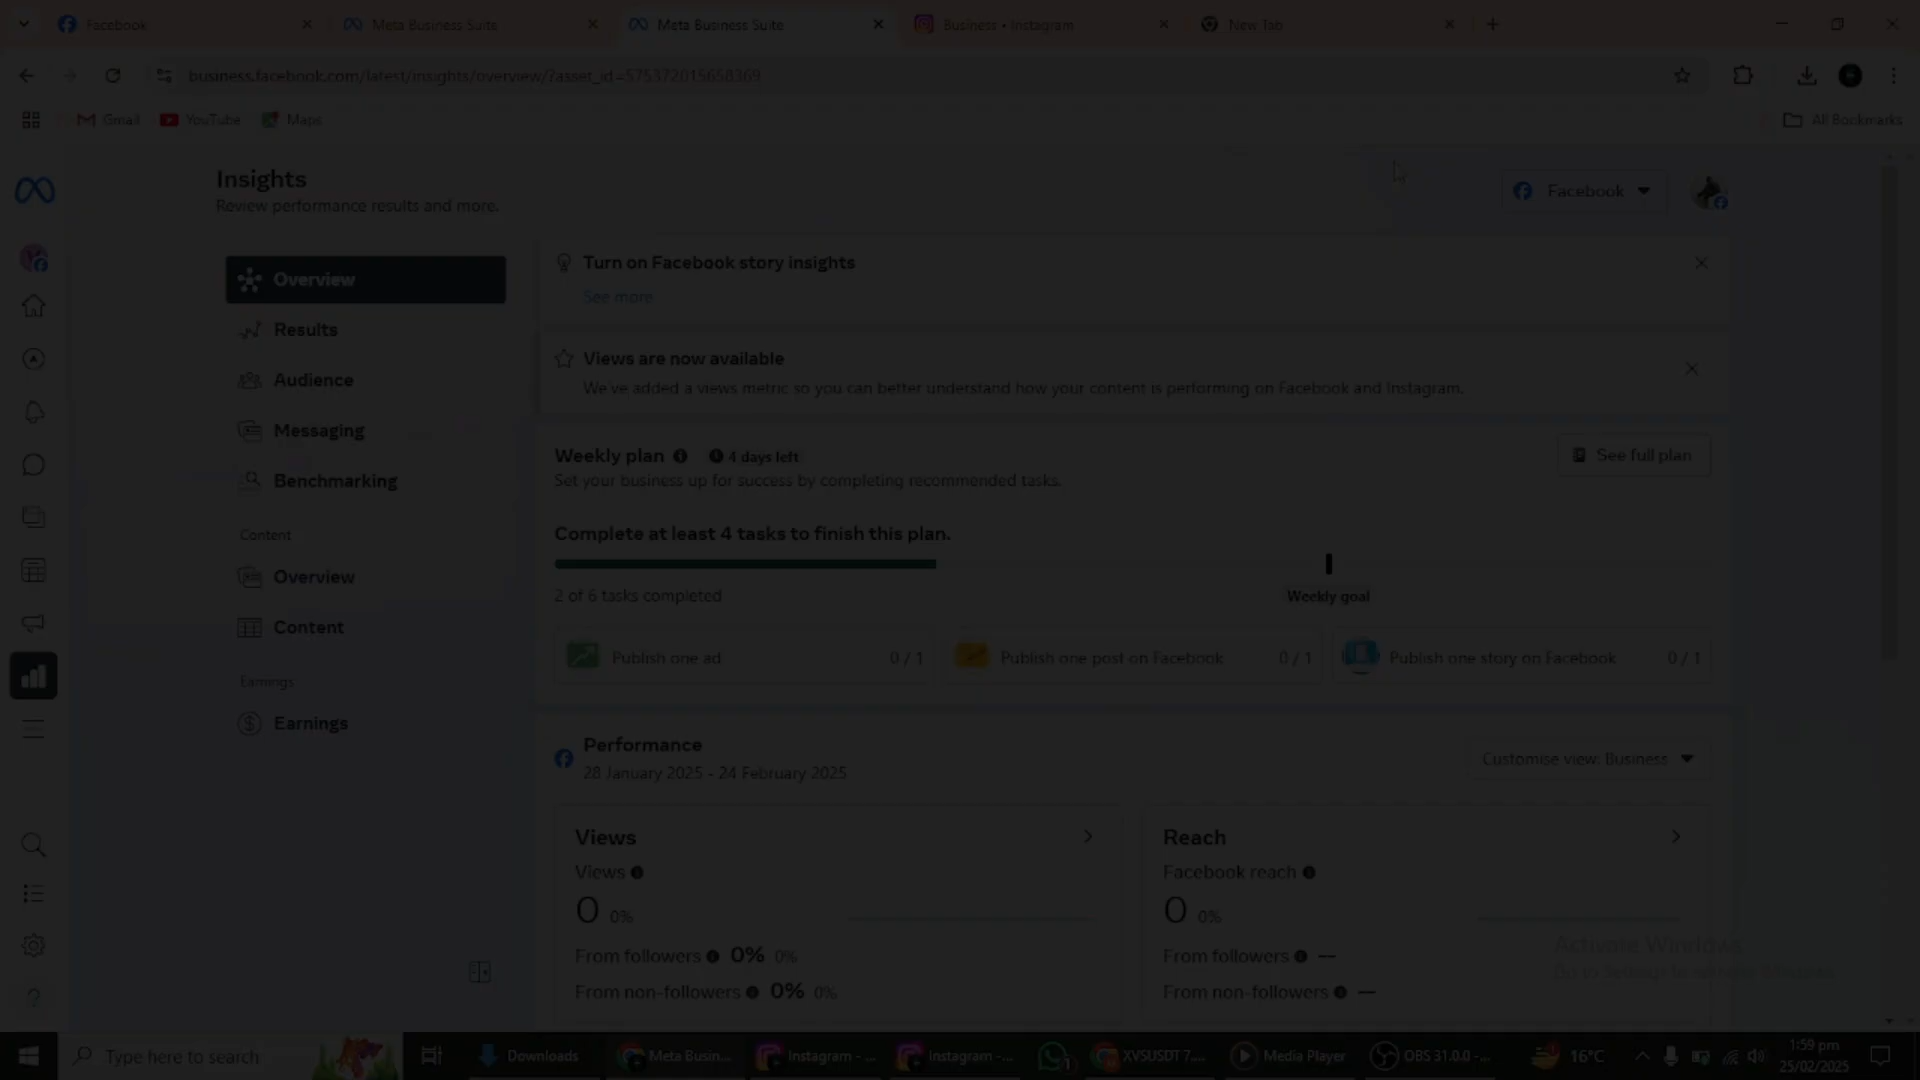 Facebook
Meta Business Suite
Meta Business Suite
Business • Instagram
New Tab
business.facebook.com/latest/insights/overview/?asset_id=575372015658369
Gmail
YouTube
Maps
All Bookmarks
Insights
Review performance results and more.
Facebook
Overview
Results
Audience
Messaging
Benchmarking
Content
Overview
Content
Earnings
Earnings
Turn on Facebook story insights
See more
Views are now available
We've added a views metric so you can better understand how your content is performing on Facebook and Instagram.
Weekly plan
4 days left
See full plan
Set your business up for success by completing recommended tasks.
Complete at least 4 tasks to finish this plan.
2 of 6 tasks completed
Weekly goal
Publish one ad 0 / 1
Publish one post on Facebook 0 / 1
Publish one story on Facebook 0 / 1
Performance
28 January 2025 - 24 February 2025
Customise view: Business
Views
Views
0 0%
From followers 0% 0%
From non-followers 0% 0%
Reach
Facebook reach
0 0%
From followers --
From non-followers --
Activate Windows
Go to Settings to activate Windows.
Type here to search
Downloads
Meta Busin...
Instagram - ...
Instagram -...
1
XVSUSDT 7....
Media Player
OBS 31.0.0 -...
16°C
1:59 pm
25/02/2025